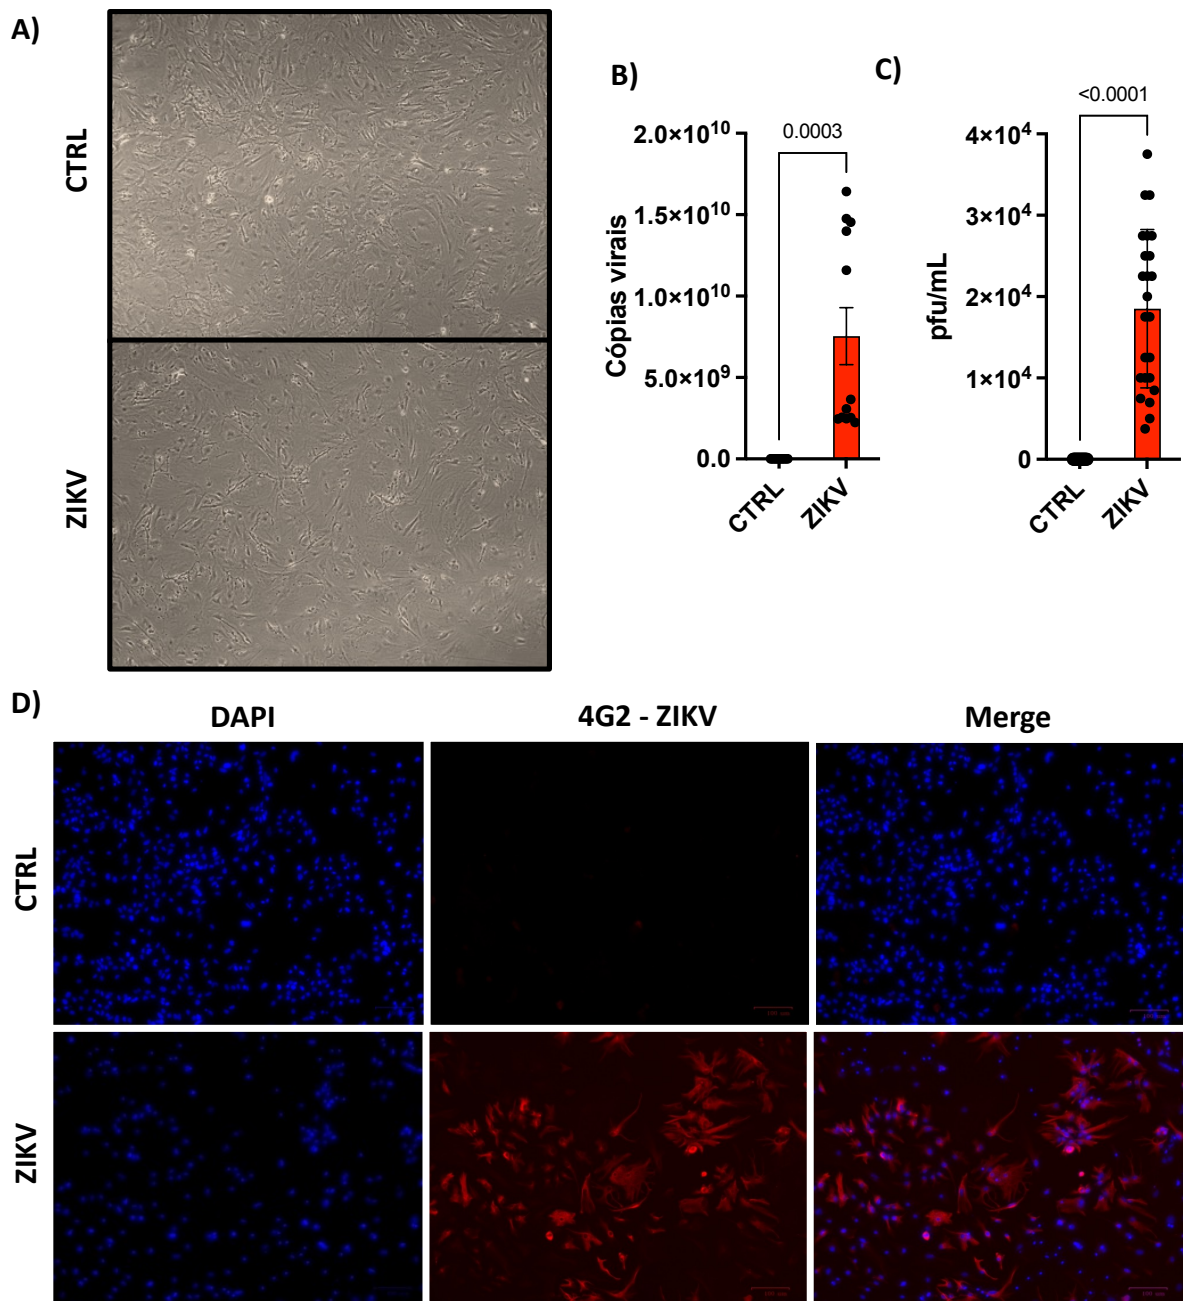 A)
CTRL
ZIKV
B)
0.0003
2.0×10¹⁰
1.5×10¹⁰
1.0×10¹⁰
5.0×10⁹
0.0
Cópias virais
CTRL
ZIKV
C)
<0.0001
4×10⁴
3×10⁴
2×10⁴
1×10⁴
0
pfu/mL
CTRL
ZIKV
D)
DAPI
4G2 - ZIKV
Merge
CTRL
ZIKV